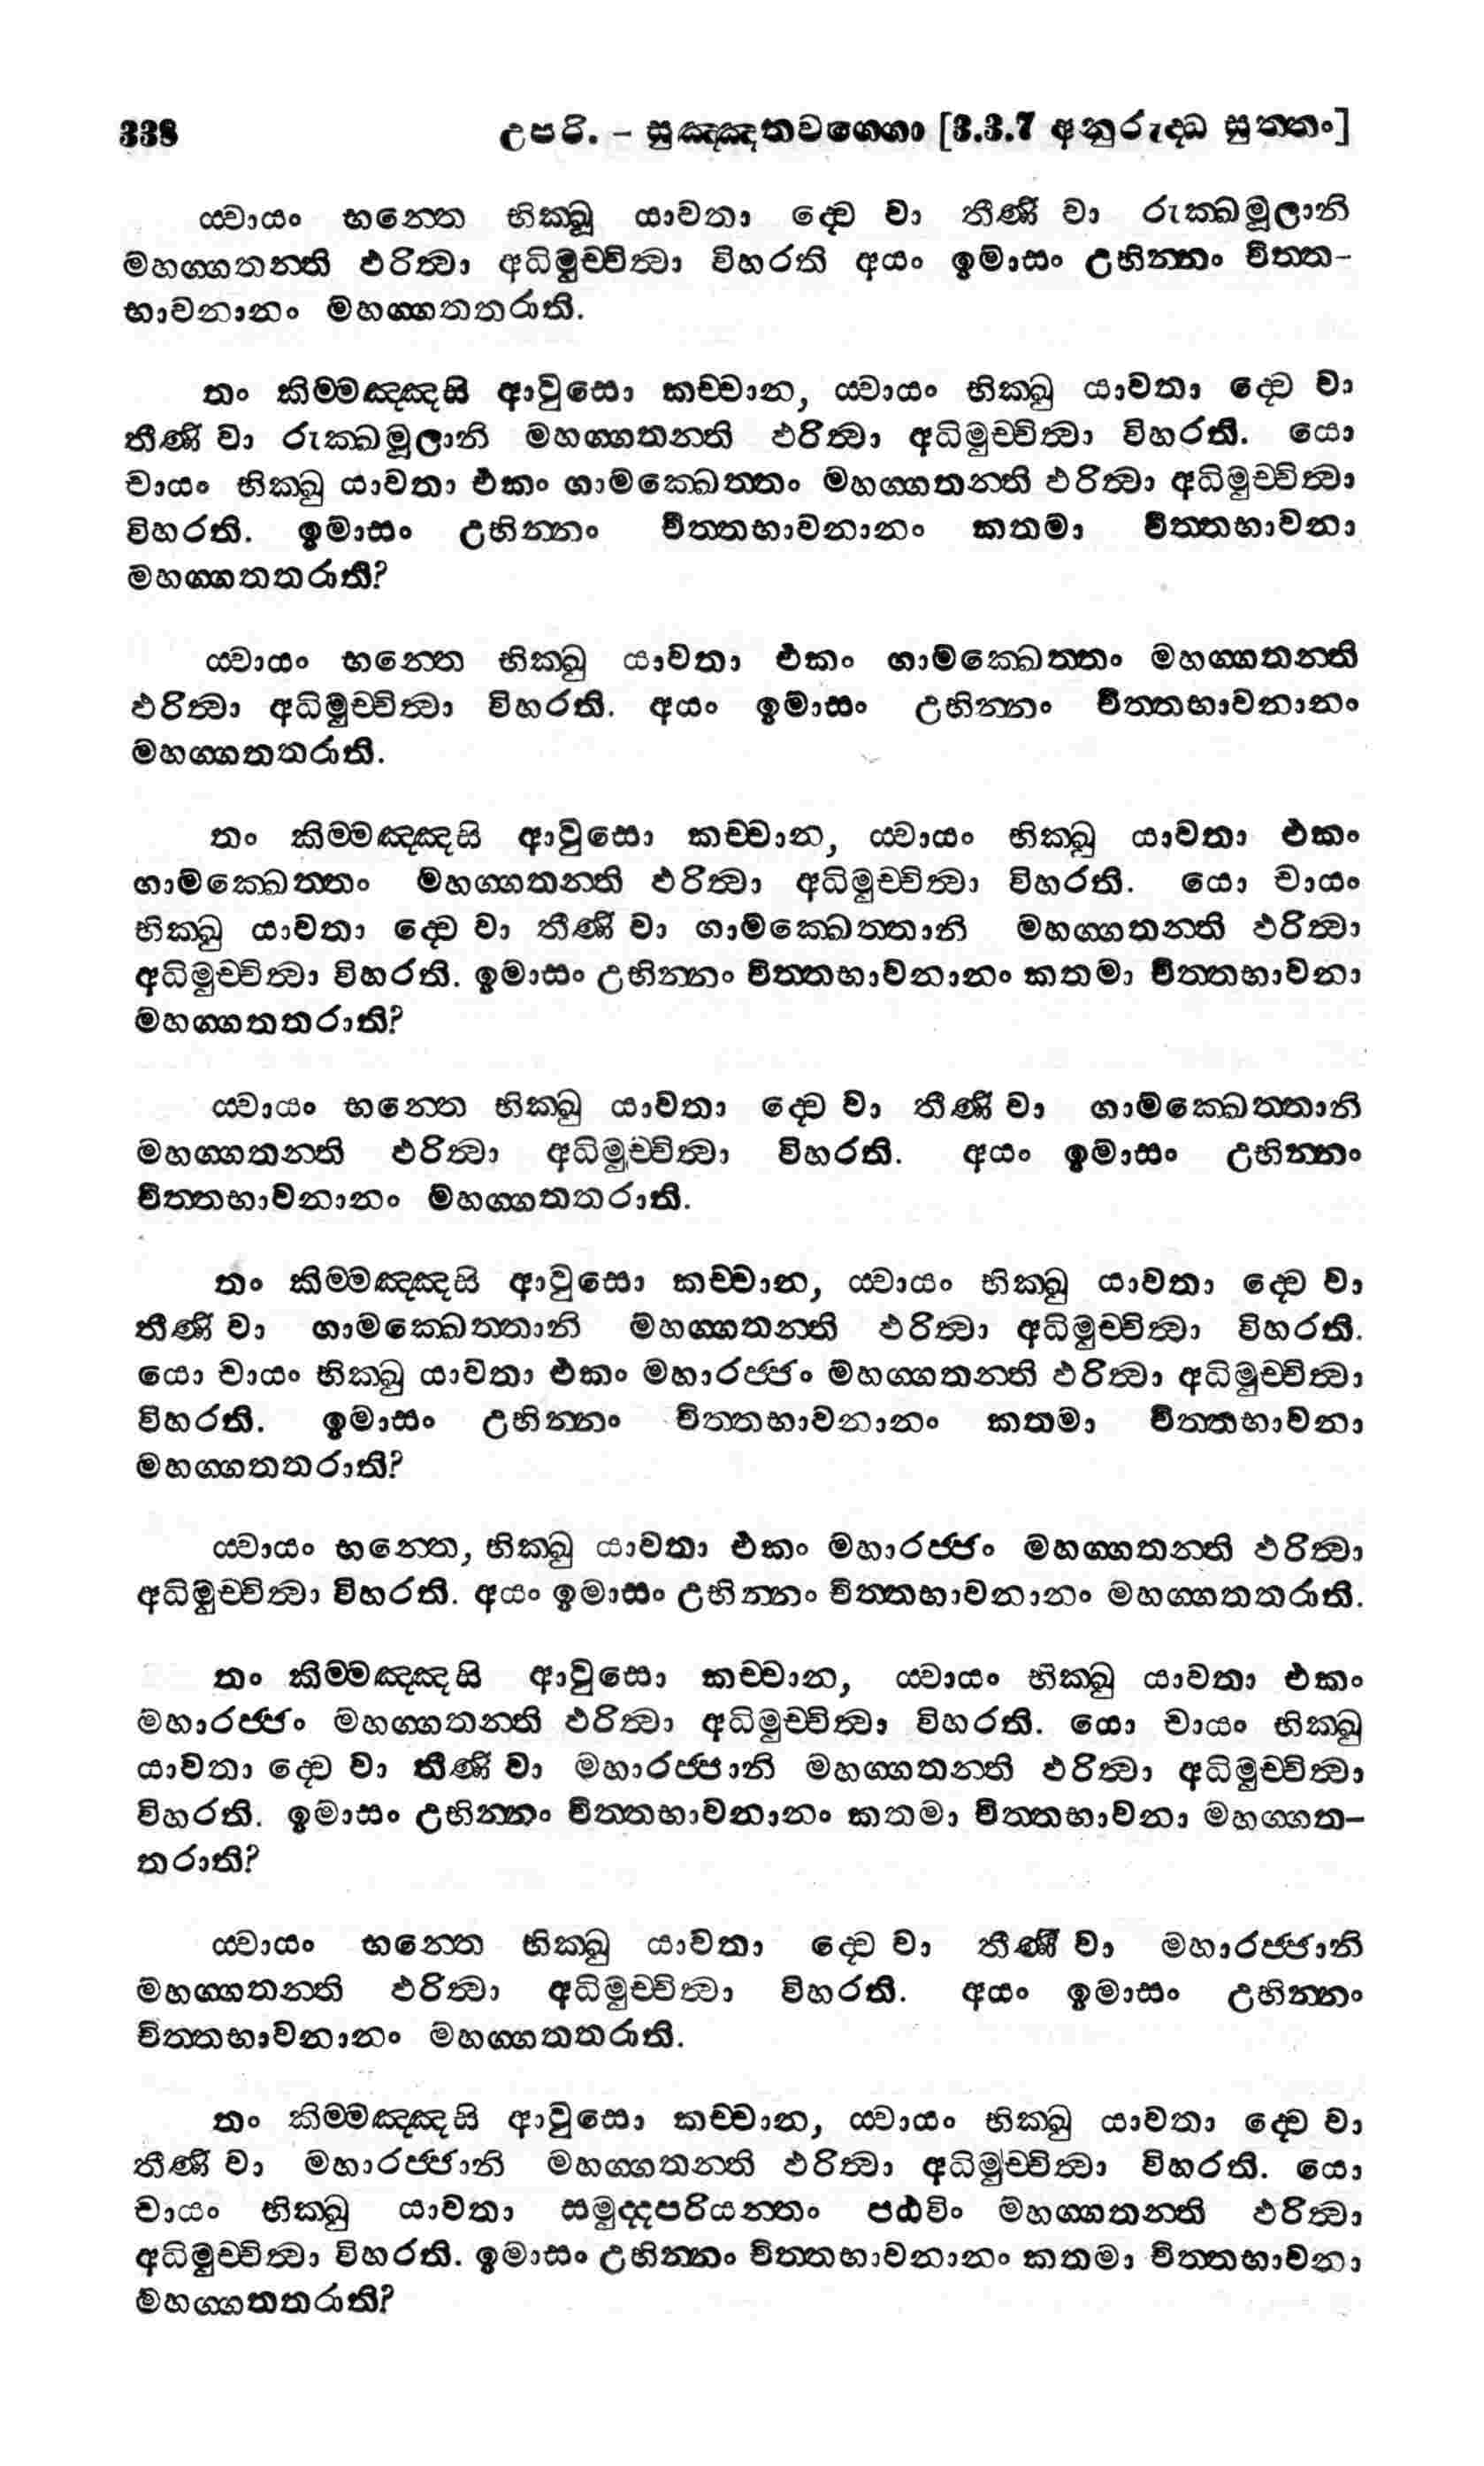 338 උපරි. – සුඤ්ඤතවග්ගො [3.3.7 අනුරුද්ධ සුත්තං]
ය්වායං භන්තෙ භික්ඛූ යාවතා ද්වෙ වා තීණි වා රුක්ඛමූලානි
මහග්ගතන්ති ඵරිත්වා අධිමුච්චිත්වා විහරති අයං ඉමාසං උභින්නං චිත්ත-
භාවනානං මහග්ගතතරාති.
තං කිම්මඤ්ඤසි ආවුසො කච්චාන, ය්වායං භික්ඛු යාවතා ද්වෙ වා
තීණි වා රුක්ඛමූලානි මහග්ගතන්ති ඵරිත්වා අධිමුච්චිත්වා විහරති. යො
චායං භික්ඛු යාවතා එකං ගාමක්ඛෙත්තං මහග්ගතන්ති ඵරිත්වා අධිමුච්චිත්වා
විහරති. ඉමාසං උභින්නං චිත්තභාවනානං කතමා චිත්තභාවනා
මහග්ගතතරාති?
ය්වායං භන්තෙ භික්ඛු යාවතා එකං ගාමක්ඛෙත්තං මහග්ගතන්ති
ඵරිත්වා අධිමුච්චිත්වා විහරති. අයං ඉමාසං උභින්නං චිත්තභාවනානං
මහග්ගතතරාති.
තං කිම්මඤ්ඤසි ආවුසො කච්චාන, ය්වායං භික්ඛු යාවතා එකං
ගාමක්ඛෙත්තං මහග්ගතන්ති ඵරිත්වා අධිමුච්චිත්වා විහරති. යො චායං
භික්ඛු යාවතා ද්වෙ වා තීණි වා ගාමක්ඛෙත්තානි මහග්ගතන්ති ඵරිත්වා
අධිමුච්චිත්වා විහරති. ඉමාසං උභින්නං චිත්තභාවනානං කතමා චිත්තභාවනා
මහග්ගතතරාති?
ය්වායං භන්තෙ භික්ඛු යාවතා ද්වෙ වා තීණි වා ගාමක්ඛෙත්තානි
මහග්ගතන්ති ඵරිත්වා අධිමුච්චිත්වා විහරති. අයං ඉමාසං උභින්නං
චිත්තභාවනානං මහග්ගතතරාති.
තං කිම්මඤ්ඤසි ආවුසො කච්චාන, ය්වායං භික්ඛු යාවතා ද්වෙ වා
තීණි වා ගාමක්ඛෙත්තානි මහග්ගතන්ති ඵරිත්වා අධිමුච්චිත්වා විහරති.
යො චායං භික්ඛු යාවතා එකං මහාරජ්ජං මහග්ගතන්ති ඵරිත්වා අධිමුච්චිත්වා
විහරති. ඉමාසං උභින්නං චිත්තභාවනානං කතමා චිත්තභාවනා
මහග්ගතතරාති?
ය්වායං භන්තෙ, භික්ඛු යාවතා එකං මහාරජ්ජං මහග්ගතන්ති ඵරිත්වා
අධිමුච්චිත්වා විහරති. අයං ඉමාසං උභින්නං චිත්තභාවනානං මහග්ගතතරාති.
තං කිම්මඤ්ඤසි ආවුසො කච්චාන, ය්වායං භික්ඛු යාවතා එකං
මහාරජ්ජං මහග්ගතන්ති ඵරිත්වා අධිමුච්චිත්වා විහරති. යො චායං භික්ඛු
යාවතා ද්වෙ වා තීණි වා මහාරජ්ජානි මහග්ගතන්ති ඵරිත්වා අධිමුච්චිත්වා
විහරති. ඉමාසං උභින්නං චිත්තභාවනානං කතමා චිත්තභාවනා මහග්ගත-
තරාති?
ය්වායං භන්තෙ භික්ඛු යාවතා ද්වෙ වා තීණි වා මහාරජ්ජානි
මහග්ගතන්ති ඵරිත්වා අධිමුච්චිත්වා විහරති. අයං ඉමාසං උභින්නං
චිත්තභාවනානං මහග්ගතතරාති.
තං කිම්මඤ්ඤසි ආවුසො කච්චාන, ය්වායං භික්ඛු යාවතා ද්වෙ වා
තීණි වා මහාරජ්ජානි මහග්ගතන්ති ඵරිත්වා අධිමුච්චිත්වා විහරති. යො
චායං භික්ඛු යාවතා සමුද්දපරියන්තං පඨවිං මහග්ගතන්ති ඵරිත්වා
අධිමුච්චිත්වා විහරති. ඉමාසං උභින්නං චිත්තභාවනානං කතමා චිත්තභාවනා
මහග්ගතතරාති?